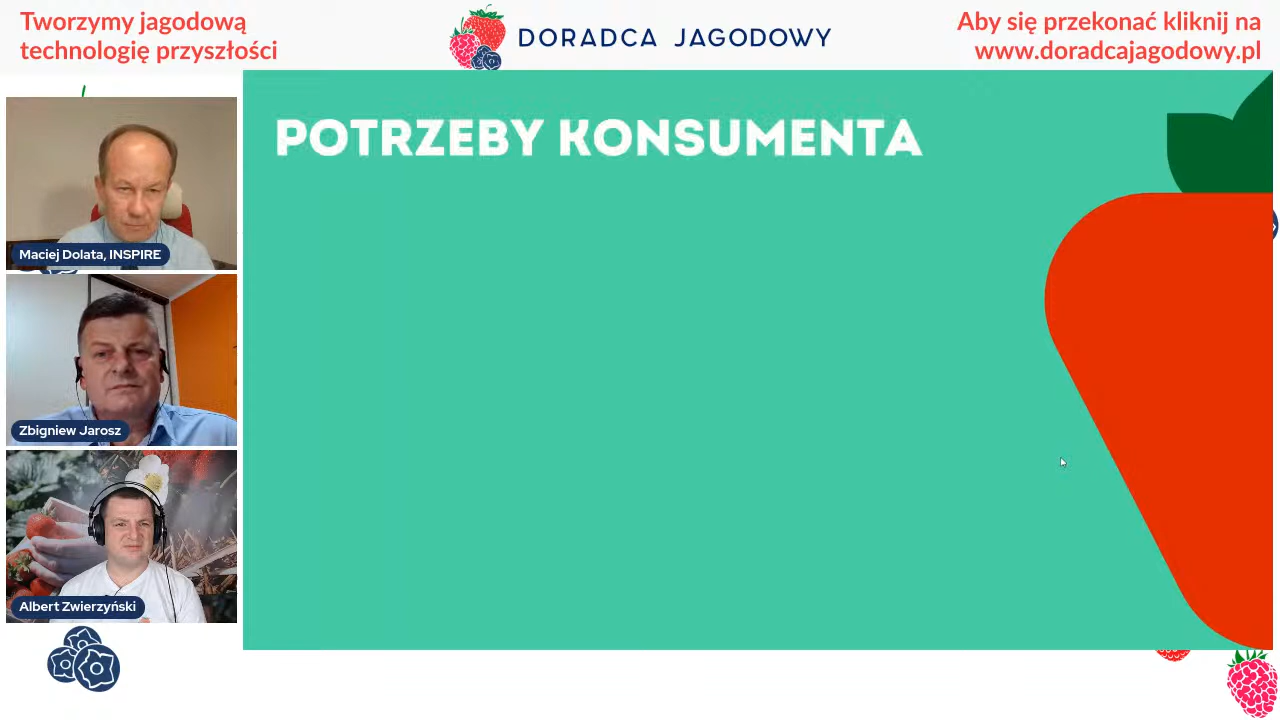 Tworzymy jagodową
technologię przyszłości
DORADCA JAGODOWY
Aby się przekonać kliknij na
www.doradcajagodowy.pl
POTRZEBY KONSUMENTA
Maciej Dolata, INSPIRE
Zbigniew Jarosz
Albert Zwierzyński